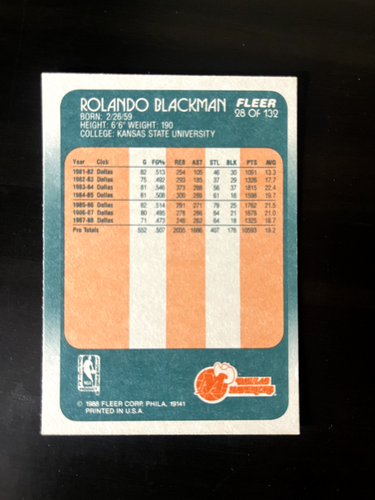 ROLANDO BLACKMAN FLEER
BORN: 2/26/59 28 OF 132
HEIGHT: 6'6" WEIGHT: 190
COLLEGE: KANSAS STATE UNIVERSITY
Year Club G FG% REB AST STL BLK PTS AVG
1981-82 Dallas 82 .513 254 105 46 30 1091 13.3
1982-83 Dallas 75 .492 293 185 37 29 1326 17.7
1983-84 Dallas 81 .546 373 288 56 37 1815 22.4
1984-85 Dallas 81 .508 300 289 61 16 1598 19.7
1985-86 Dallas 82 .514 291 271 79 25 1762 21.5
1986-87 Dallas 80 .495 278 266 64 21 1676 21.0
1987-88 Dallas 71 .473 246 262 64 18 1325 18.7
Pro Totals 552 .507 2035 1666 407 176 10593 19.2
NBA
© 1988 FLEER CORP. PHILA. 19141
PRINTED IN U.S.A.